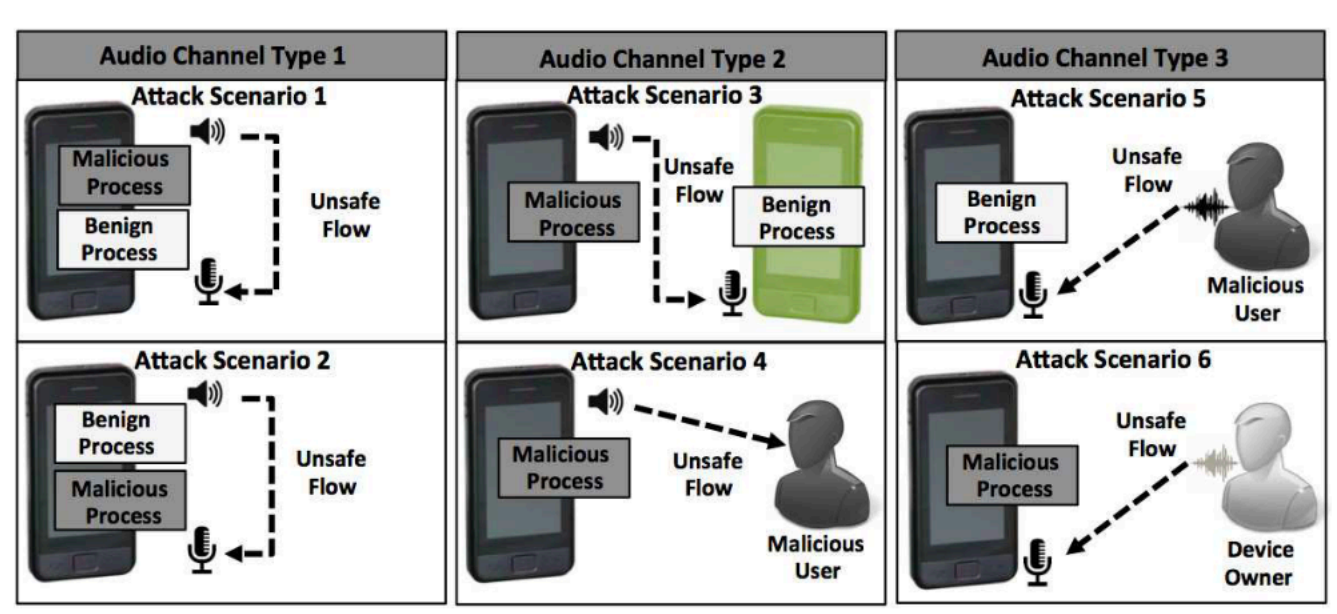 Audio Channel Type 1
Attack Scenario 1
Malicious
Process
Benign
Process
Unsafe
Flow
Attack Scenario 2
Benign
Process
Malicious
Process
Unsafe
Flow
Audio Channel Type 2
Attack Scenario 3
Malicious
Process
Unsafe
Flow
Benign
Process
Attack Scenario 4
Malicious
Process
Unsafe
Flow
Malicious
User
Audio Channel Type 3
Attack Scenario 5
Benign
Process
Unsafe
Flow
Malicious
User
Attack Scenario 6
Malicious
Process
Unsafe
Flow
Device
Owner